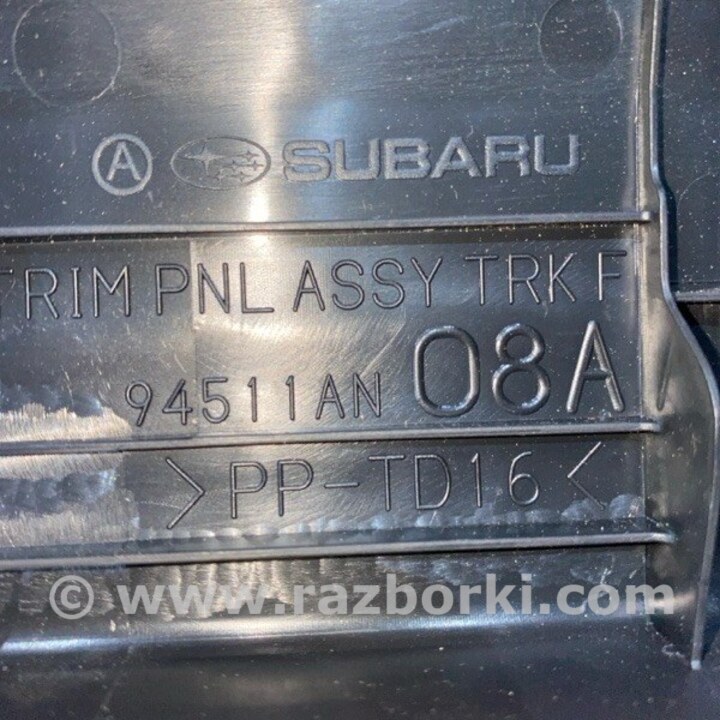 A SUBARU
TRIM PNL ASSY TRK F
94511AN 08A
>PP-TD16<
© www.razborki.com